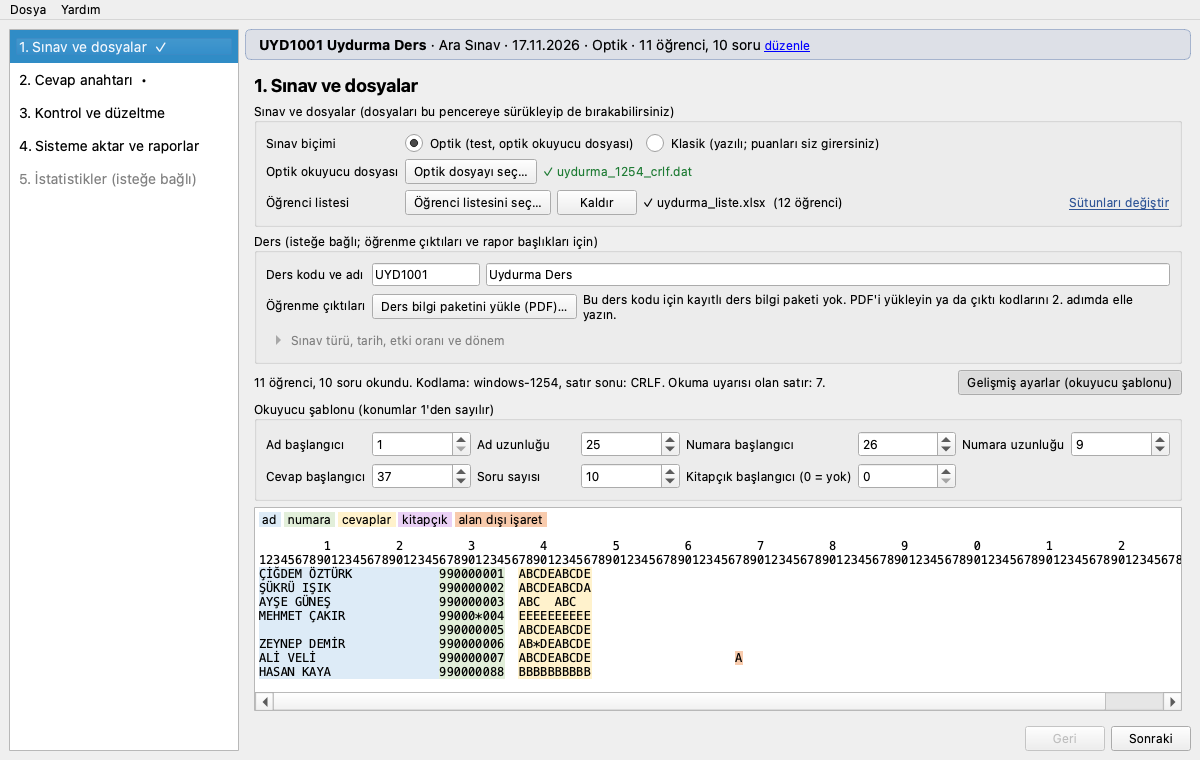 Dosya Yardım
1. Sınav ve dosyalar ✓
2. Cevap anahtarı •
3. Kontrol ve düzeltme
4. Sisteme aktar ve raporlar
5. İstatistikler (isteğe bağlı)
UYD1001 Uydurma Ders · Ara Sınav · 17.11.2026 · Optik · 11 öğrenci, 10 soru düzenle
1. Sınav ve dosyalar
Sınav ve dosyalar (dosyaları bu pencereye sürükleyip de bırakabilirsiniz)
Sınav biçimi Optik (test, optik okuyucu dosyası) Klasik (yazılı; puanları siz girersiniz)
Optik okuyucu dosyası Optik dosyayı seç... ✓ uydurma_1254_crlf.dat
Öğrenci listesi Öğrenci listesini seç... Kaldır ✓ uydurma_liste.xlsx (12 öğrenci) Sütunları değiştir
Ders (isteğe bağlı; öğrenme çıktıları ve rapor başlıkları için)
Ders kodu ve adı UYD1001 Uydurma Ders
Öğrenme çıktıları Ders bilgi paketini yükle (PDF)... Bu ders kodu için kayıtlı ders bilgi paketi yok. PDF'i yükleyin ya da çıktı kodlarını 2. adımda elle
yazın.
Sınav türü, tarih, etki oranı ve dönem
11 öğrenci, 10 soru okundu. Kodlama: windows-1254, satır sonu: CRLF. Okuma uyarısı olan satır: 7. Gelişmiş ayarlar (okuyucu şablonu)
Okuyucu şablonu (konumlar 1'den sayılır)
Ad başlangıcı 1 Ad uzunluğu 25 Numara başlangıcı 26 Numara uzunluğu 9
Cevap başlangıcı 37 Soru sayısı 10 Kitapçık başlangıcı (0 = yok) 0
ad numara cevaplar kitapçık alan dışı işaret
1 2 3 4 5 6 7 8 9 0 1 2
12345678901234567890123456789012345678901234567890123456789012345678901234567890123456789012345678901234567890123456789012345678
ÇİĞDEM ÖZTÜRK 990000001 ABCDEABCDE
ŞÜKRÜ IŞIK 990000002 ABCDEABCDA
AYŞE GÜNEŞ 990000003 ABC  ABC
MEHMET ÇAKIR 99000*004 EEEEEEEEEE
990000005 ABCDEABCDE
ZEYNEP DEMİR 990000006 AB*DEABCDE
ALİ VELİ 990000007 ABCDEABCDE A
HASAN KAYA 990000088 BBBBBBBBBB
Geri Sonraki